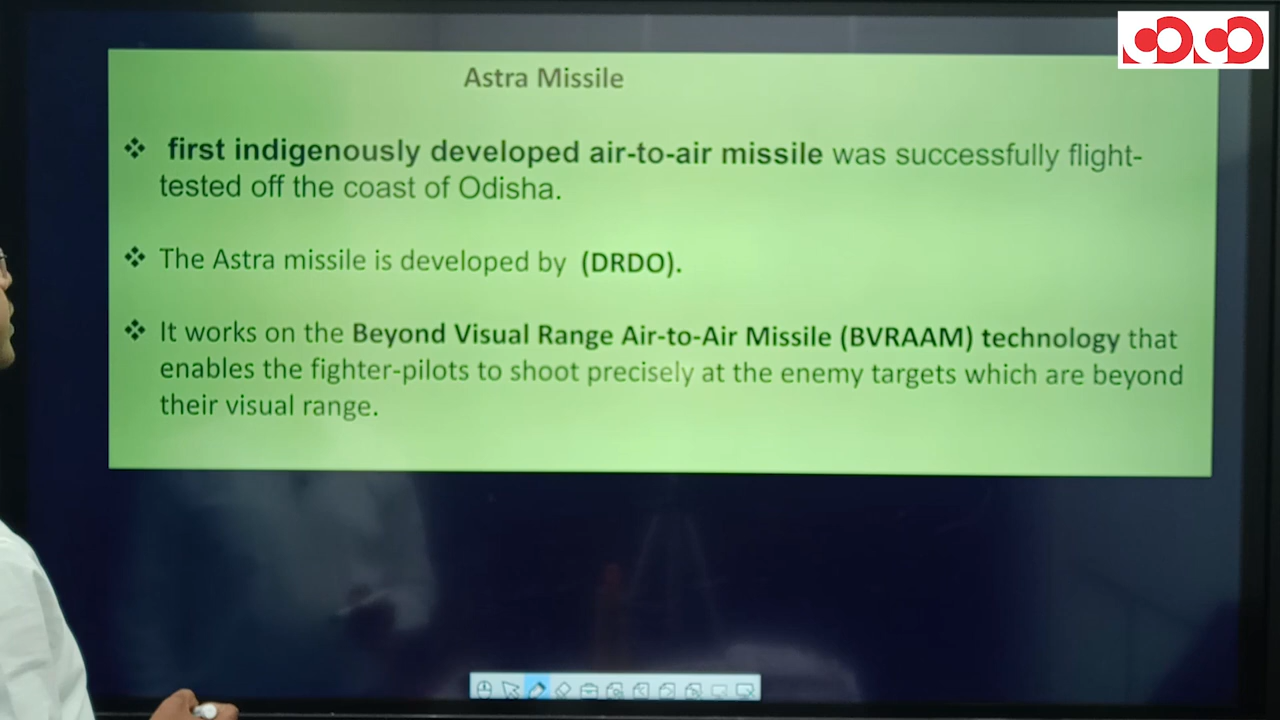 Astra Missile
❖ first indigenously developed air-to-air missile was successfully flight-
tested off the coast of Odisha.
❖ The Astra missile is developed by (DRDO).
❖ It works on the Beyond Visual Range Air-to-Air Missile (BVRAAM) technology that
enables the fighter-pilots to shoot precisely at the enemy targets which are beyond
their visual range.